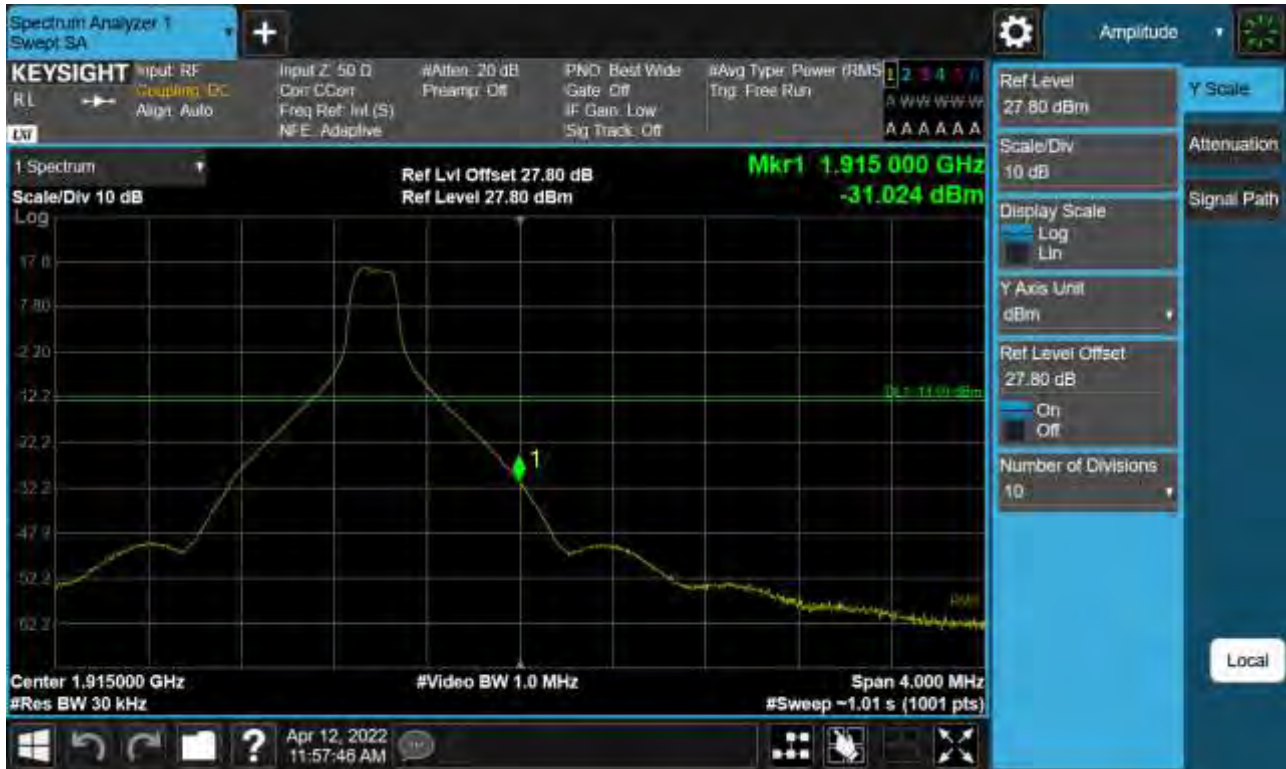 Spectrum Analyzer 1
Swept SA
Amplitude
KEYSIGHT
Input: RF
Coupling: DC
Align: Auto
RL
LXI
Input Z: 50 Ω
Corr CCorr
Freq Ref: Int (S)
NFE: Adaptive
#Atten: 20 dB
Preamp: Off
PNO: Best Wide
Gate: Off
IF Gain: Low
Sig Track: Off
#Avg Type: Power (RMS
Trig: Free Run
1 2 3 4 5 6
A W W W W W
A A A A A A
1 Spectrum
Scale/Div 10 dB
Log
Ref Lvl Offset 27.80 dB
Ref Level 27.80 dBm
Mkr1 1.915 000 GHz
-31.024 dBm
17.8
7.80
-2.20
-12.2
-22.2
-32.2
-42.2
-52.2
-62.2
1
Center 1.915000 GHz
#Res BW 30 kHz
#Video BW 1.0 MHz
Span 4.000 MHz
#Sweep ~1.01 s (1001 pts)
Ref Level
27.80 dBm
Scale/Div
10 dB
Display Scale
Log
Lin
Y Axis Unit
dBm
Ref Level Offset
27.80 dB
On
Off
Number of Divisions
10
Y Scale
Attenuation
Signal Path
Local
?
Apr 12, 2022
11:57:46 AM